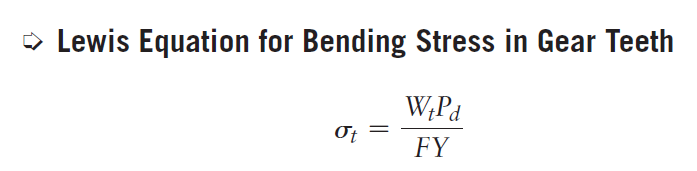 ➩ Lewis Equation for Bending Stress in Gear Teeth
σt = WtPd / FY